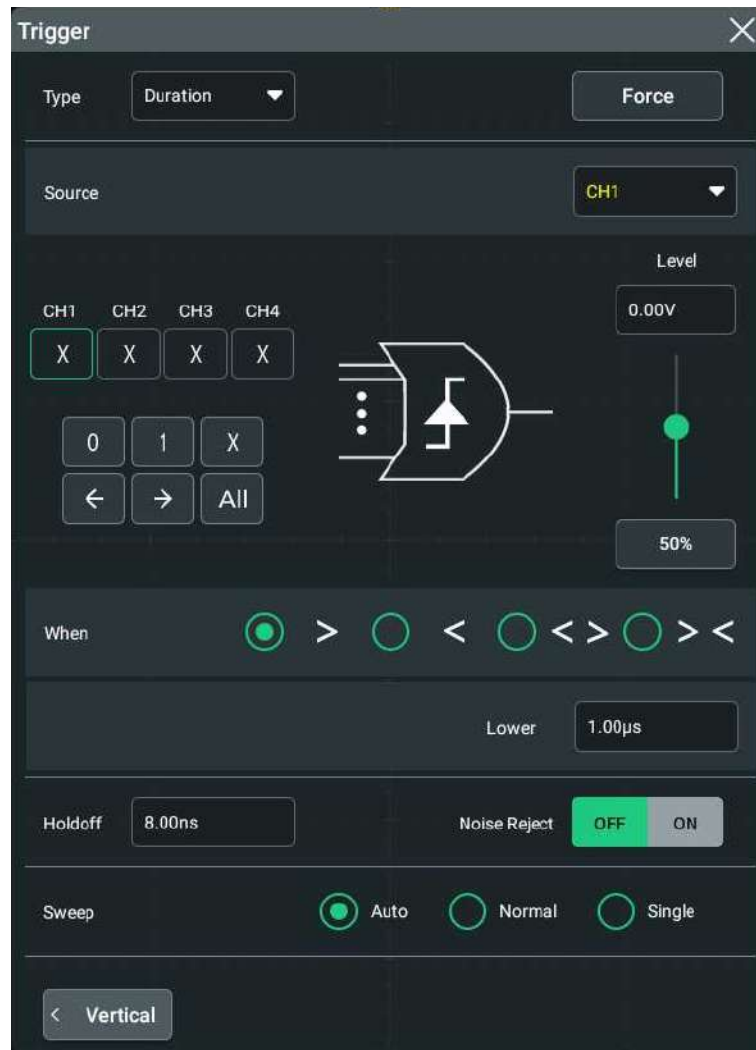 Trigger
Type Duration Force
Source CH1
Level
0.00V
CH1 CH2 CH3 CH4
X X X X
0 1 X
← → All
50%
When > < < > > <
Lower 1.00µs
Holdoff 8.00ns Noise Reject OFF ON
Sweep Auto Normal Single
< Vertical